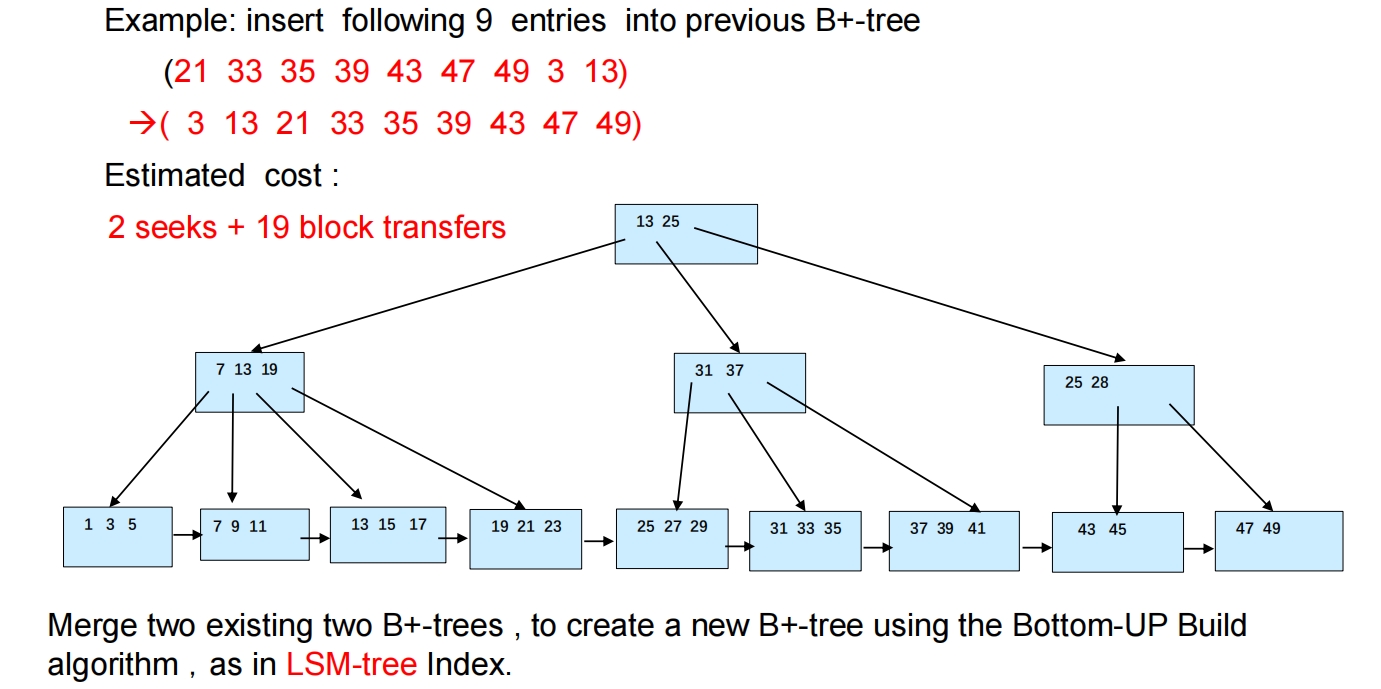 Example: insert following 9 entries into previous B+-tree
(21 33 35 39 43 47 49 3 13)
→( 3 13 21 33 35 39 43 47 49)
Estimated cost :
2 seeks + 19 block transfers
13 25
7 13 19
31 37
25 28
1 3 5
7 9 11
13 15 17
19 21 23
25 27 29
31 33 35
37 39 41
43 45
47 49
Merge two existing two B+-trees , to create a new B+-tree using the Bottom-UP Build
algorithm , as in LSM-tree Index.